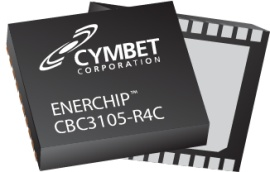 CYMBET
CORPORATION
ENERCHIP™
CBC3105-R4C